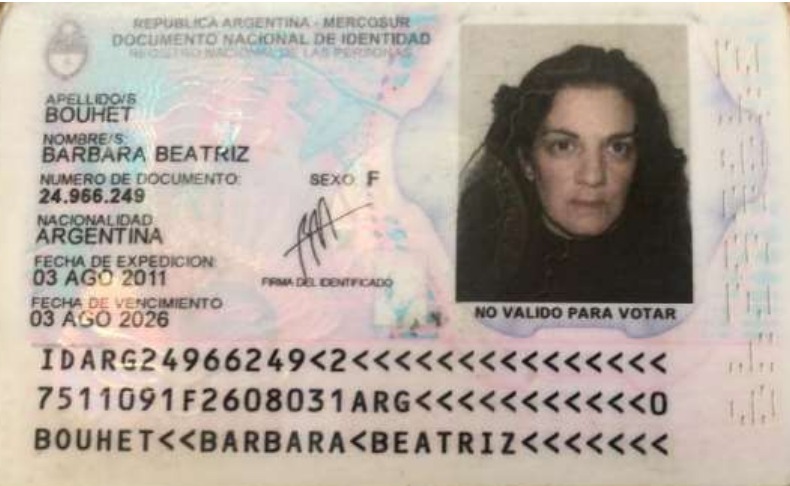 REPUBLICA ARGENTINA - MERCOSUR
DOCUMENTO NACIONAL DE IDENTIDAD
REGISTRO NACIONAL DE LAS PERSONAS
APELLIDO/S
BOUHET
NOMBRE/S:
BARBARA BEATRIZ
NUMERO DE DOCUMENTO: SEXO: F
24.966.249
NACIONALIDAD
ARGENTINA
FECHA DE EXPEDICION:
03 AGO 2011
FIRMA DEL IDENTIFICADO
FECHA DE VENCIMIENTO
03 AGO 2026
NO VALIDO PARA VOTAR
IDARG24966249<2<<<<<<<<<<<<<<<
7511091F2608031ARG<<<<<<<<<<<0
BOUHET<<BARBARA<BEATRIZ<<<<<<<